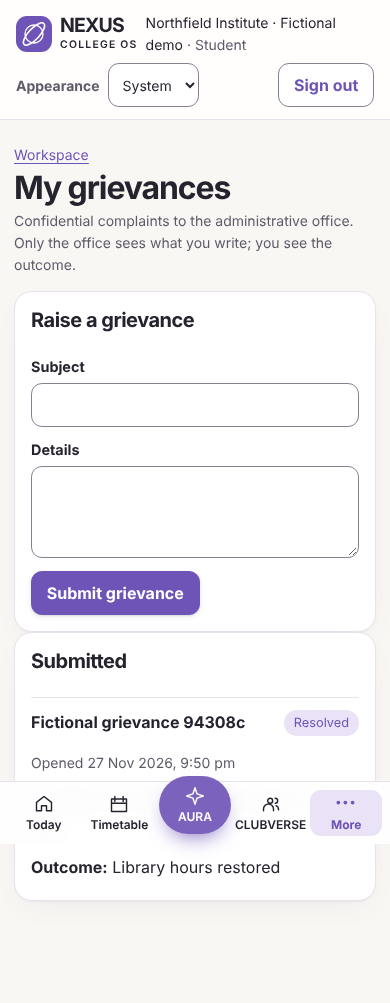 NEXUS
COLLEGE OS
Northfield Institute · Fictional
demo · Student
Appearance
System
Sign out
Workspace
My grievances
Confidential complaints to the administrative office.
Only the office sees what you write; you see the
outcome.
Raise a grievance
Subject
Details
Submit grievance
Submitted
Fictional grievance 94308c
Resolved
Opened 27 Nov 2026, 9:50 pm
Today
Timetable
AURA
CLUBVERSE
More
Outcome: Library hours restored